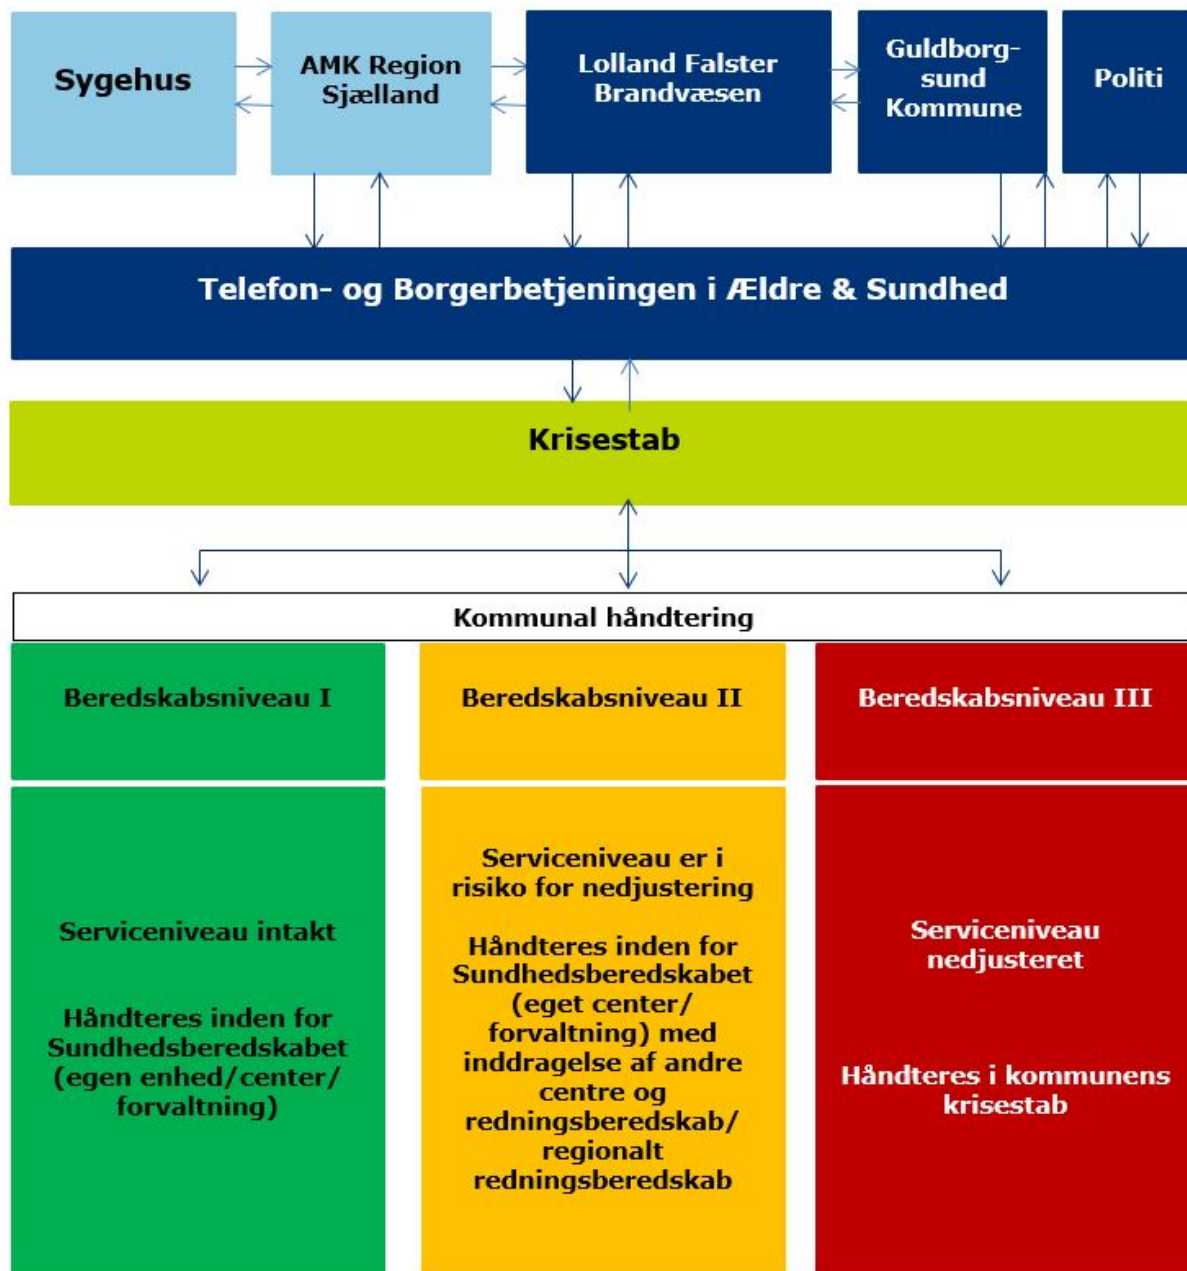 Sygehus
AMK Region
Sjælland
Lolland Falster
Brandvæsen
Guldborg-
sund
Kommune
Politi
Telefon- og Borgerbetjeningen i Ældre & Sundhed
Krisestab
Kommunal håndtering
Beredskabsniveau I
Beredskabsniveau II
Beredskabsniveau III
Serviceniveau intakt
Håndteres inden for
Sundhedsberedskabet
(egen enhed/center/
forvaltning)
Serviceniveau er i
risiko for nedjustering
Håndteres inden for
Sundhedsberedskabet
(eget center/
forvaltning) med
inddragelse af andre
centre og
redningsberedskab/
regionalt
redningsberedskab
Serviceniveau
nedjusteret
Håndteres i kommunens
krisestab